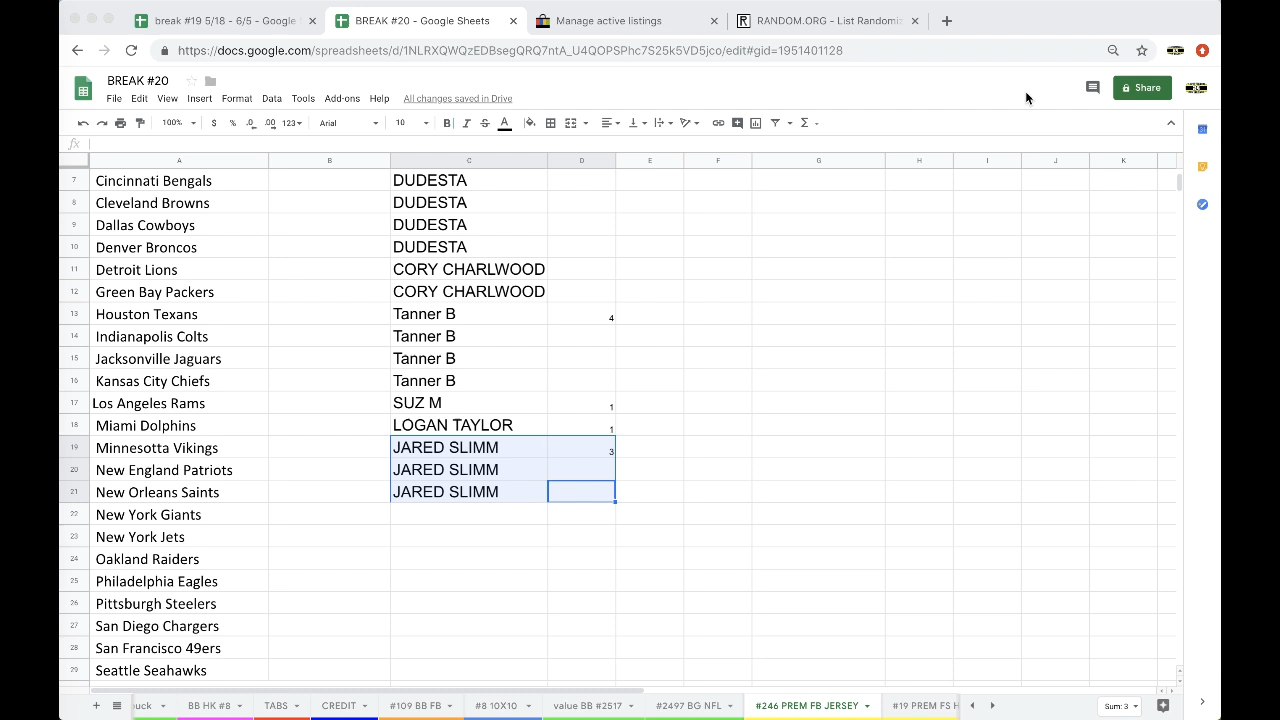 break #19 5/18 - 6/5 - Google
BREAK #20 - Google Sheets
Manage active listings
RANDOM.ORG - List Randomiz
https://docs.google.com/spreadsheets/d/1NLRXQWQzEDBsegQRQ7ntA_U4QOPSPhc7S25k5VD5jco/edit#gid=1951401128
BREAK #20
File Edit View Insert Format Data Tools Add-ons Help All changes saved in Drive
Share
100% $ % .0 .00 123 Arial 10 B I S A
fx
A B C D E F G H I J K
7 Cincinnati Bengals DUDESTA
8 Cleveland Browns DUDESTA
9 Dallas Cowboys DUDESTA
10 Denver Broncos DUDESTA
11 Detroit Lions CORY CHARLWOOD
12 Green Bay Packers CORY CHARLWOOD
13 Houston Texans Tanner B 4
14 Indianapolis Colts Tanner B
15 Jacksonville Jaguars Tanner B
16 Kansas City Chiefs Tanner B
17 Los Angeles Rams SUZ M 1
18 Miami Dolphins LOGAN TAYLOR 1
19 Minnesotta Vikings JARED SLIMM 3
20 New England Patriots JARED SLIMM
21 New Orleans Saints JARED SLIMM
22 New York Giants
23 New York Jets
24 Oakland Raiders
25 Philadelphia Eagles
26 Pittsburgh Steelers
27 San Diego Chargers
28 San Francisco 49ers
29 Seattle Seahawks
uck BB HK #8 TABS CREDIT #109 BB FB #8 10X10 value BB #2517 #2497 BG NFL #246 PREM FB JERSEY #19 PREM FS H Sum: 3